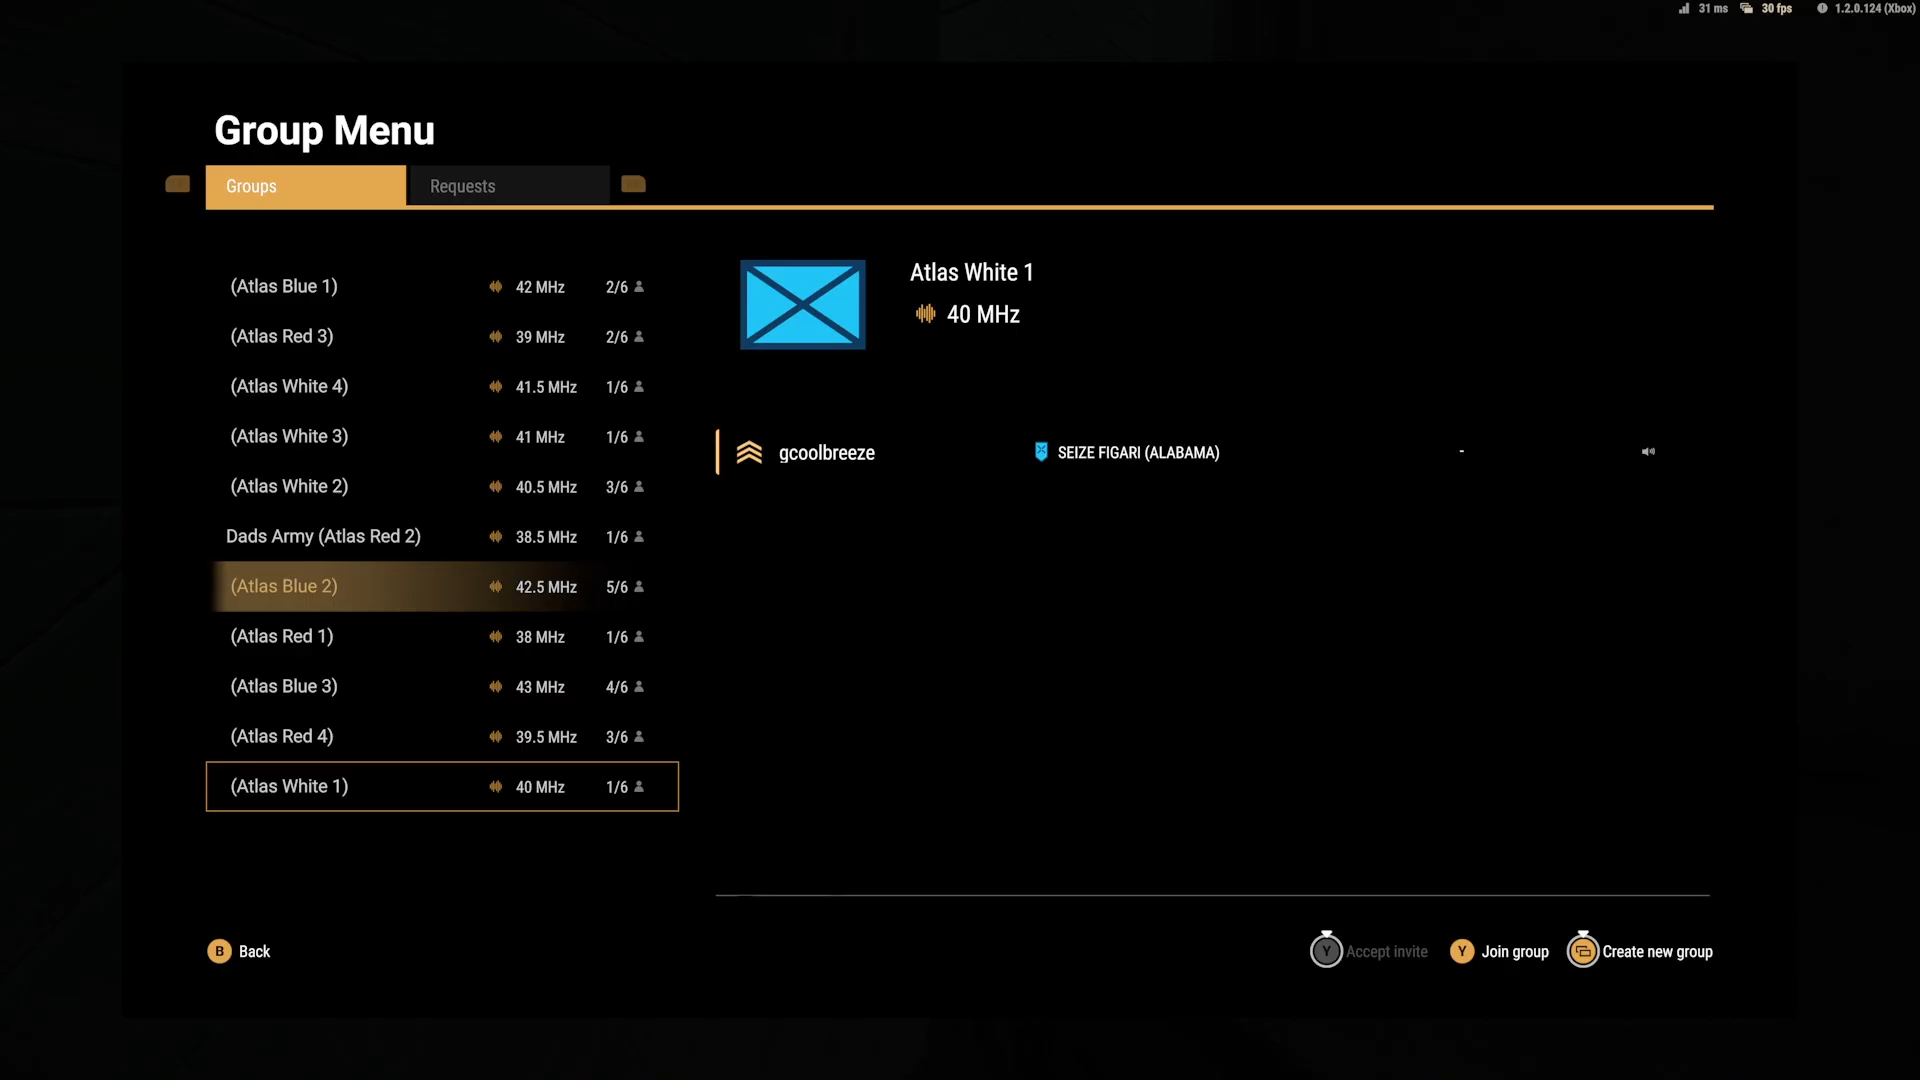 31 ms 30 fps 1.2.0.124 (Xbox)
Group Menu
Groups Requests
(Atlas Blue 1) 42 MHz 2/6
(Atlas Red 3) 39 MHz 2/6
(Atlas White 4) 41.5 MHz 1/6
(Atlas White 3) 41 MHz 1/6
(Atlas White 2) 40.5 MHz 3/6
Dads Army (Atlas Red 2) 38.5 MHz 1/6
(Atlas Blue 2) 42.5 MHz 5/6
(Atlas Red 1) 38 MHz 1/6
(Atlas Blue 3) 43 MHz 4/6
(Atlas Red 4) 39.5 MHz 3/6
(Atlas White 1) 40 MHz 1/6
Atlas White 1
40 MHz
gcoolbreeze SEIZE FIGARI (ALABAMA) -
B Back
Y Accept invite Y Join group Create new group